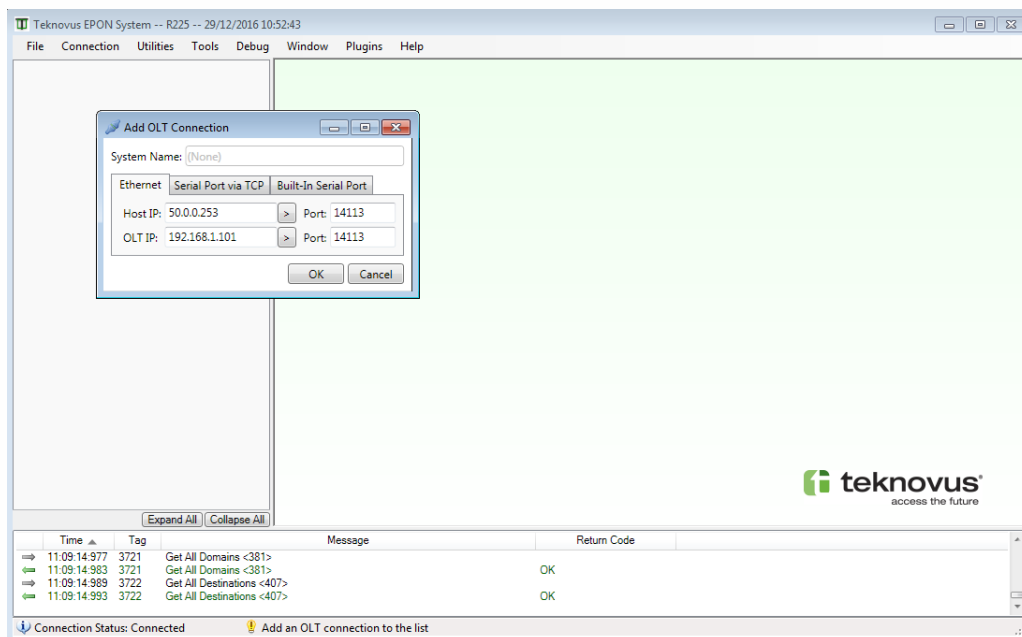 Teknovus EPON System -- R225 -- 29/12/2016 10:52:43
File Connection Utilities Tools Debug Window Plugins Help
Add OLT Connection
System Name: (None)
Ethernet Serial Port via TCP Built-In Serial Port
Host IP: 50.0.0.253 > Port: 14113
OLT IP: 192.168.1.101 > Port: 14113
OK Cancel
teknovus
access the future
Expand All Collapse All
Time Tag Message Return Code
11:09:14:977 3721 Get All Domains <381>
11:09:14:983 3721 Get All Domains <381> OK
11:09:14:989 3722 Get All Destinations <407>
11:09:14:993 3722 Get All Destinations <407> OK
Connection Status: Connected Add an OLT connection to the list